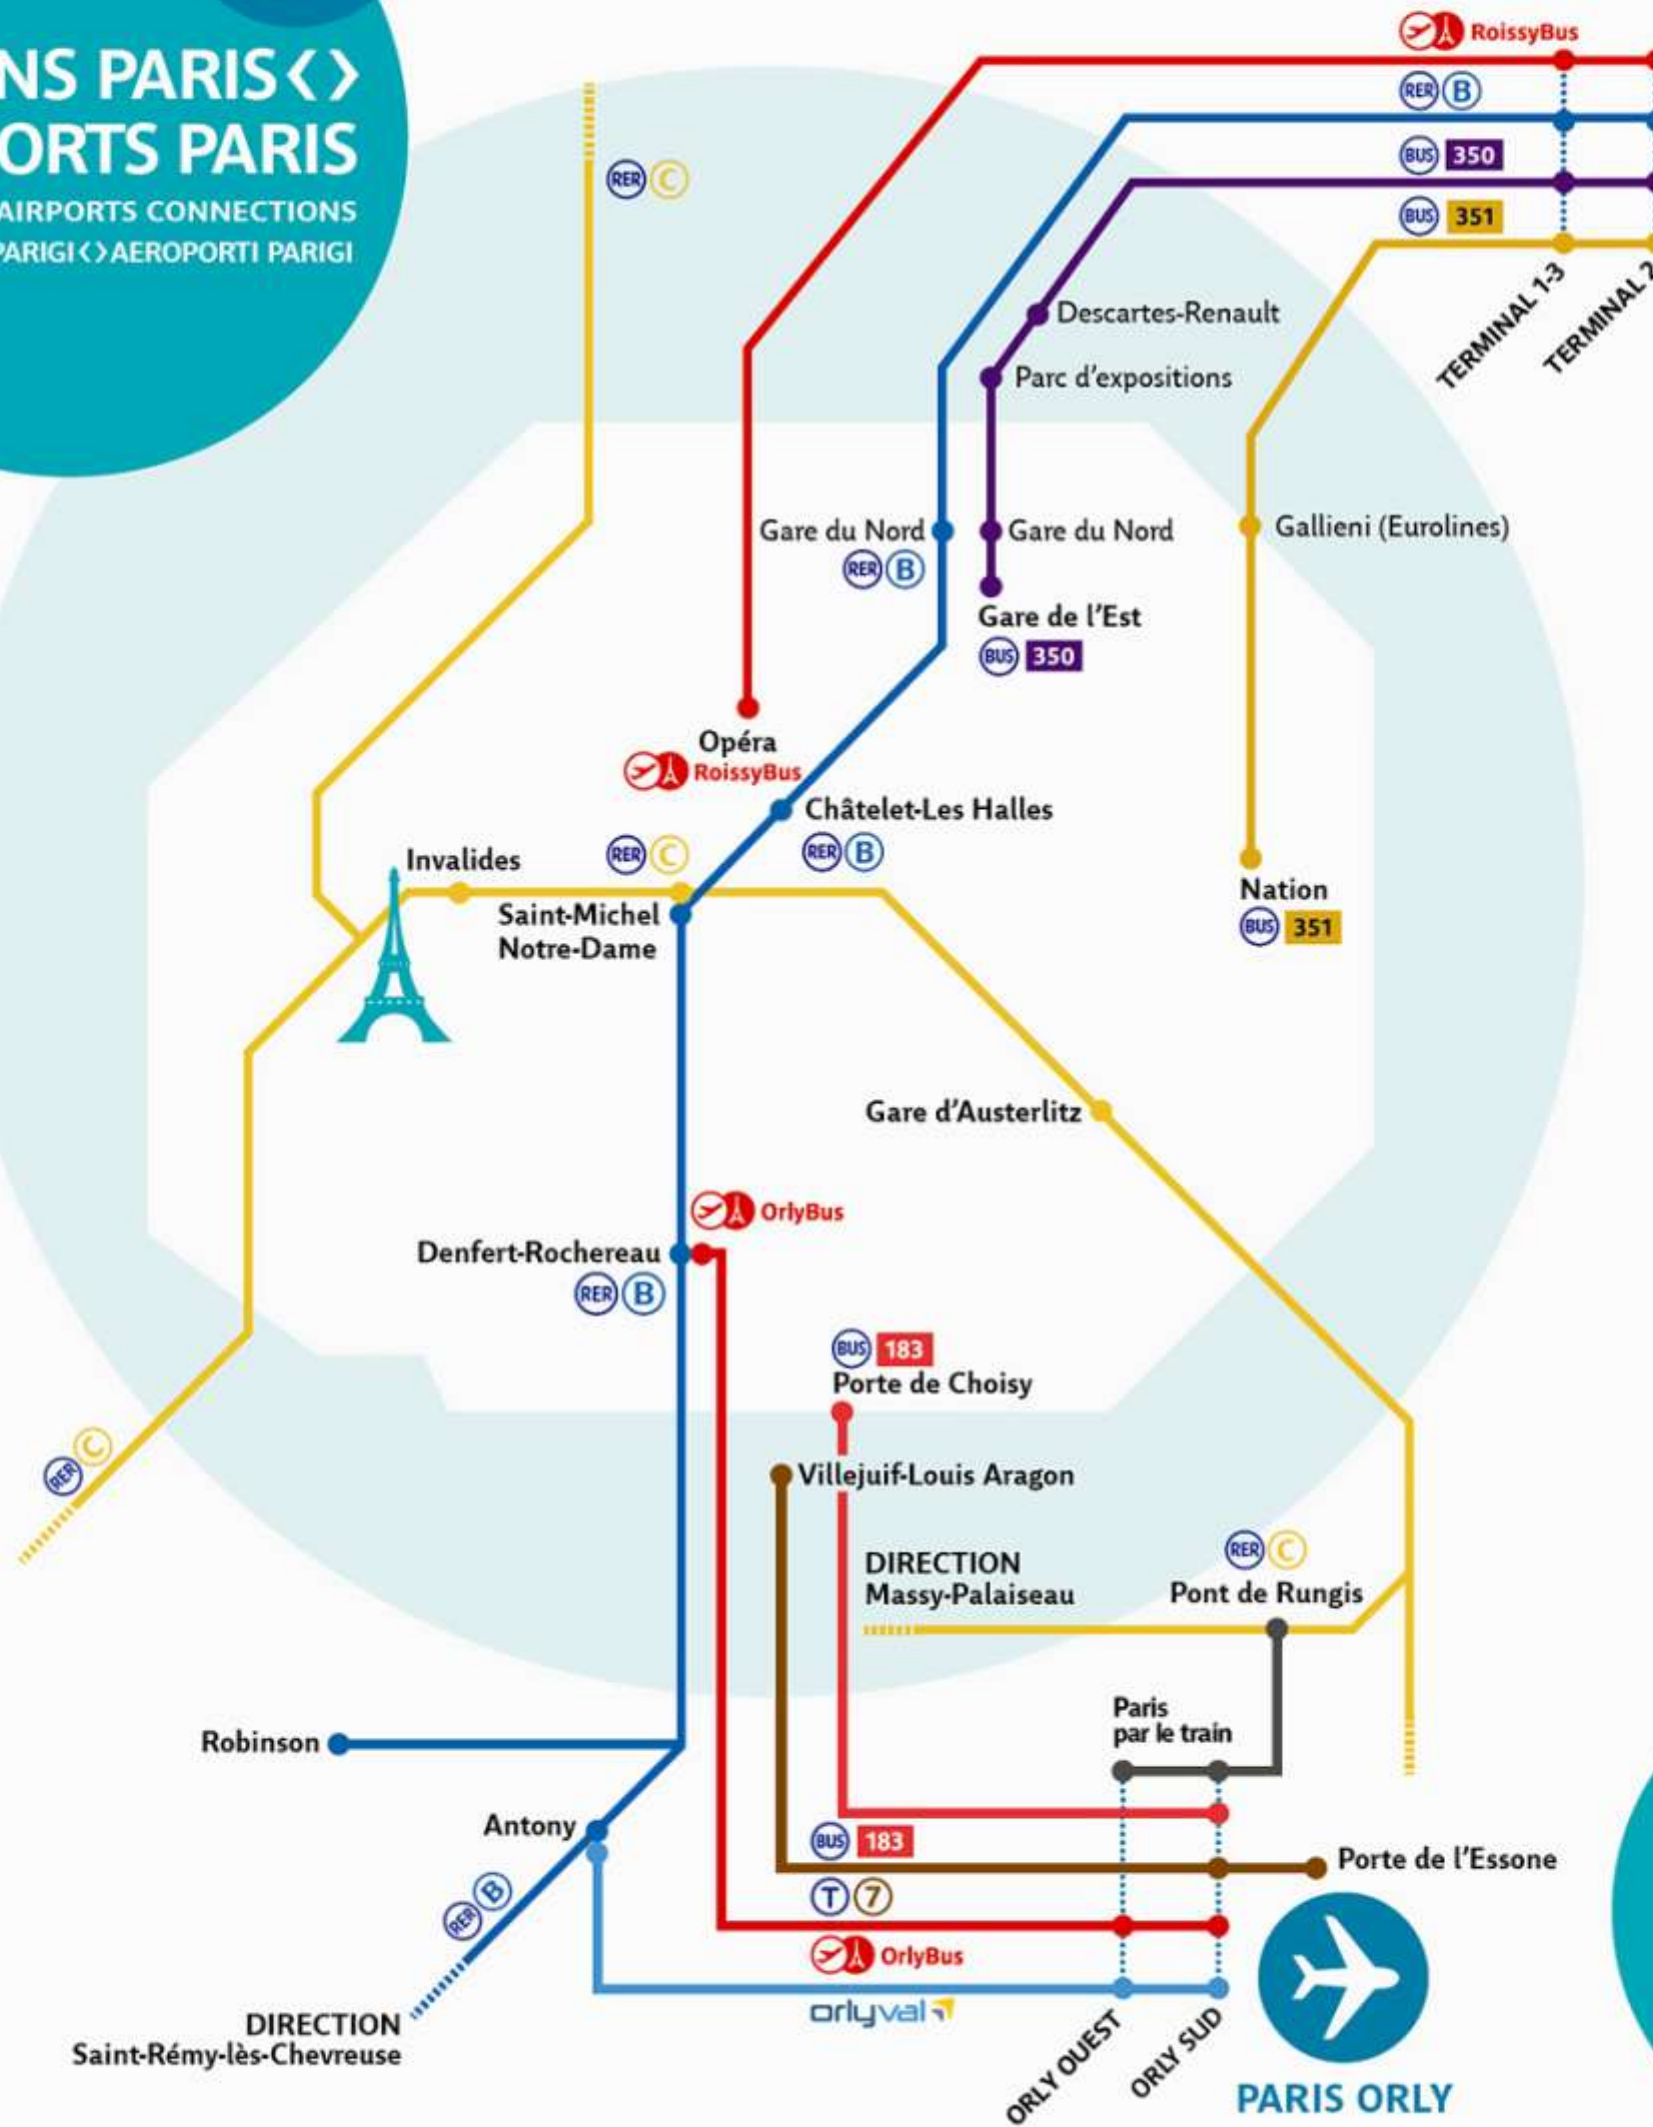 NS PARIS<>
ORTS PARIS
AIRPORTS CONNECTIONS
PARIGI<>AEROPORTI PARIGI
RoissyBus
RER B
BUS 350
BUS 351
TERMINAL 1-3
TERMINAL 2
RER C
Descartes-Renault
Parc d'expositions
Gare du Nord
RER B
Gare du Nord
Gallieni (Eurolines)
Gare de l'Est
BUS 350
Opéra
RoissyBus
Châtelet-Les Halles
RER B
Invalides
RER C
Saint-Michel
Notre-Dame
Nation
BUS 351
Gare d'Austerlitz
OrlyBus
Denfert-Rochereau
RER B
BUS 183
Porte de Choisy
RER C
Villejuif-Louis Aragon
DIRECTION
Massy-Palaiseau
RER C
Pont de Rungis
Paris
par le train
Robinson
Antony
BUS 183
Porte de l'Essone
T 7
RER B
OrlyBus
orlyval
DIRECTION
Saint-Rémy-lès-Chevreuse
ORLY OUEST
ORLY SUD
PARIS ORLY